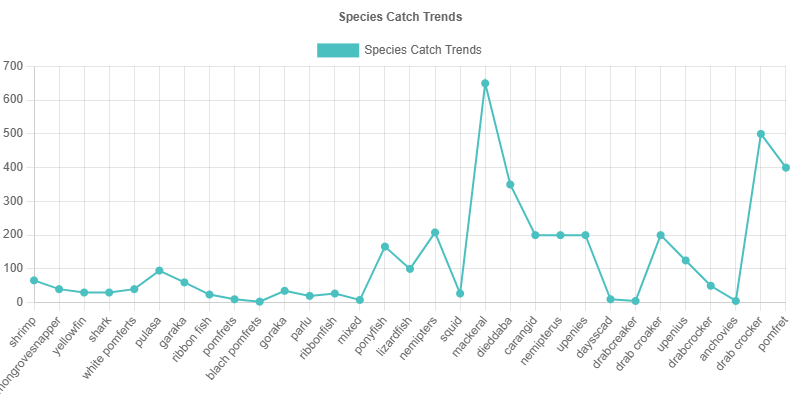 Species Catch Trends
Species Catch Trends
700
600
500
400
300
200
100
0
shrimp
mongrovesnapper
yellowfin
shark
white pomferts
pulasa
garaka
ribbon fish
pomfrets
blach pomfrets
goraka
parid
ribbonfish
mixed
ponyfish
lizardfish
nemipters
squid
mackeral
dieddaba
carangid
nemipterus
upenies
daysscad
drabcreaker
drab croaker
upenius
drabcrocker
anchovies
drab crocker
pomfret